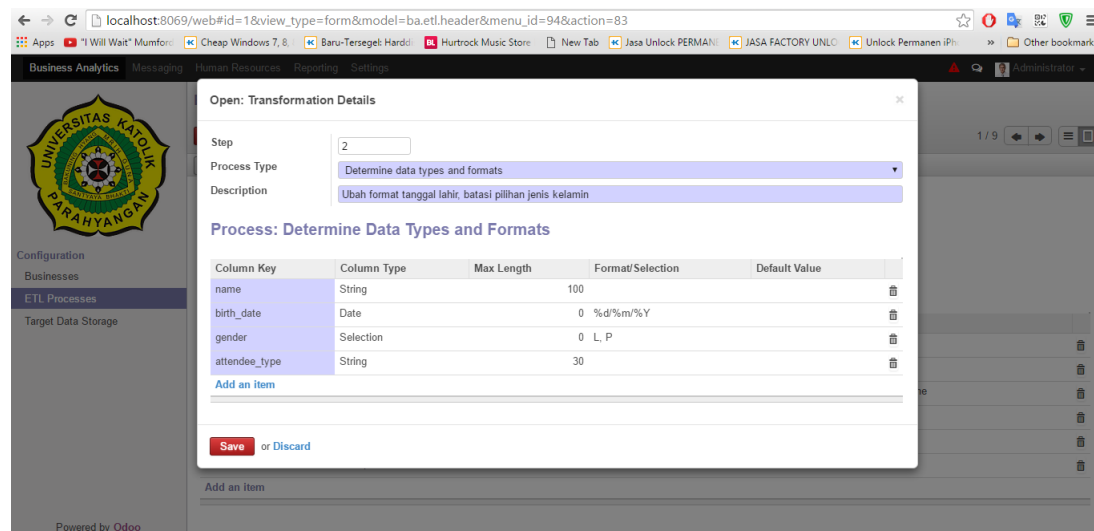 localhost:8069/web#id=1&view_type=form&model=ba.etl.header&menu_id=94&action=83
Apps "I Will Wait" Mumford Cheap Windows 7, 8, Baru-Tersegel: Hardd Hurtrock Music Store New Tab Jasa Unlock PERMAN JASA FACTORY UNLO Unlock Permanen iPh » Other bookmark
Business Analytics Messaging Human Resources Reporting Settings Administrator
UNIVERSITAS KATOLIK
PARAHYANGAN
Configuration
Businesses
ETL Processes
Target Data Storage
Powered by Odoo
1 / 9
Open: Transformation Details ×
Step 2
Process Type Determine data types and formats
Description Ubah format tanggal lahir, batasi pilihan jenis kelamin
Process: Determine Data Types and Formats
Column Key Column Type Max Length Format/Selection Default Value
name String 100
birth_date Date 0 %d/%m/%Y
gender Selection 0 L, P
attendee_type String 30
Add an item
Save or Discard
Add an item